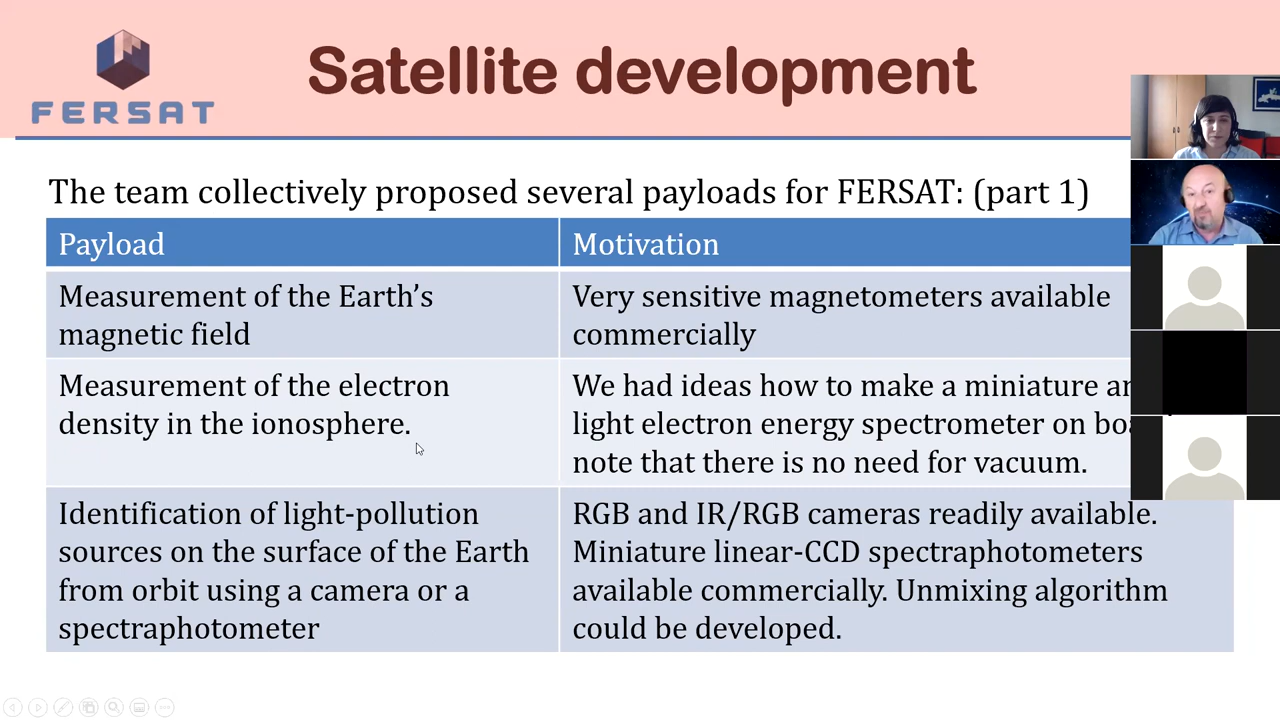 Satellite development
FERSAT
The team collectively proposed several payloads for FERSAT: (part 1)
Payload
Motivation
Measurement of the Earth’s
magnetic field
Very sensitive magnetometers available
commercially
Measurement of the electron
density in the ionosphere.
We had ideas how to make a miniature
light electron energy spectrometer on
note that there is no need for vacuum.
Identification of light-pollution
sources on the surface of the Earth
from orbit using a camera or a
spectraphotometer
RGB and IR/RGB cameras readily available.
Miniature linear-CCD spectraphotometers
available commercially. Unmixing algorithm
could be developed.